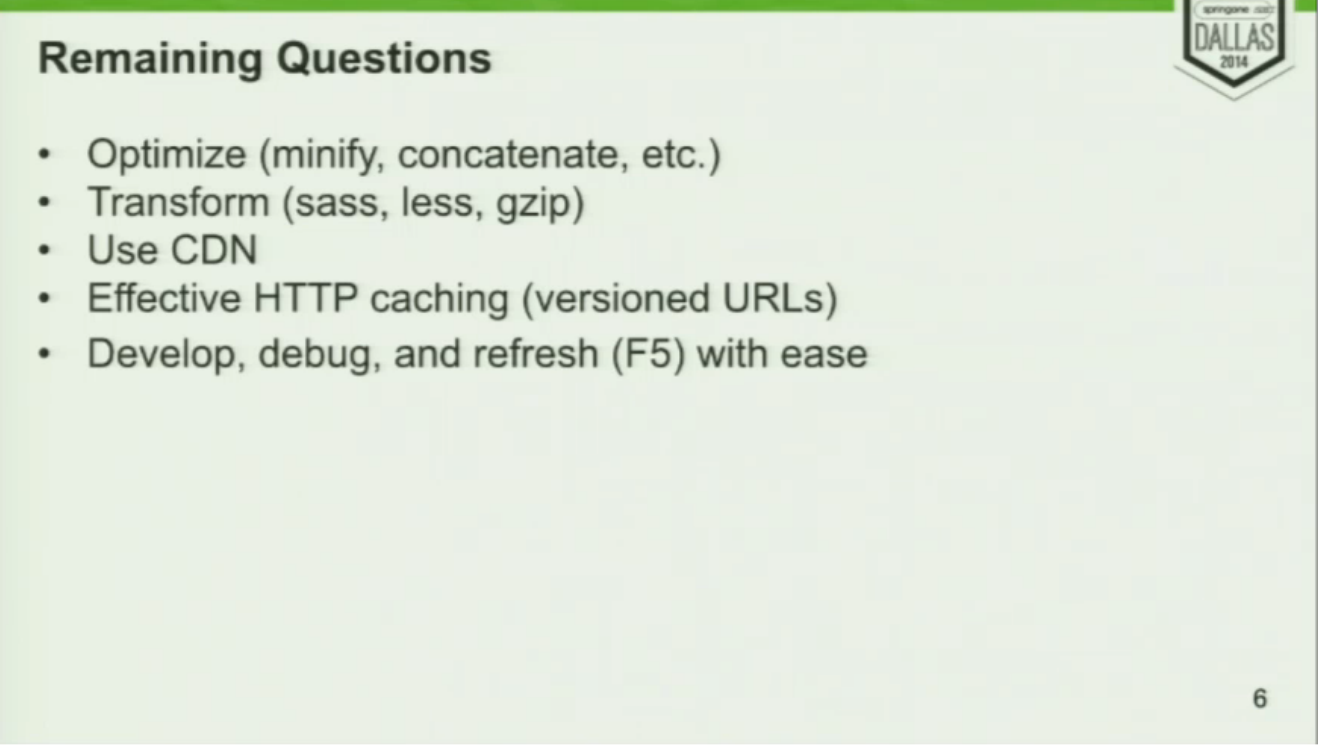 springone
DALLAS
2014
Remaining Questions
• Optimize (minify, concatenate, etc.)
• Transform (sass, less, gzip)
• Use CDN
• Effective HTTP caching (versioned URLs)
• Develop, debug, and refresh (F5) with ease
6